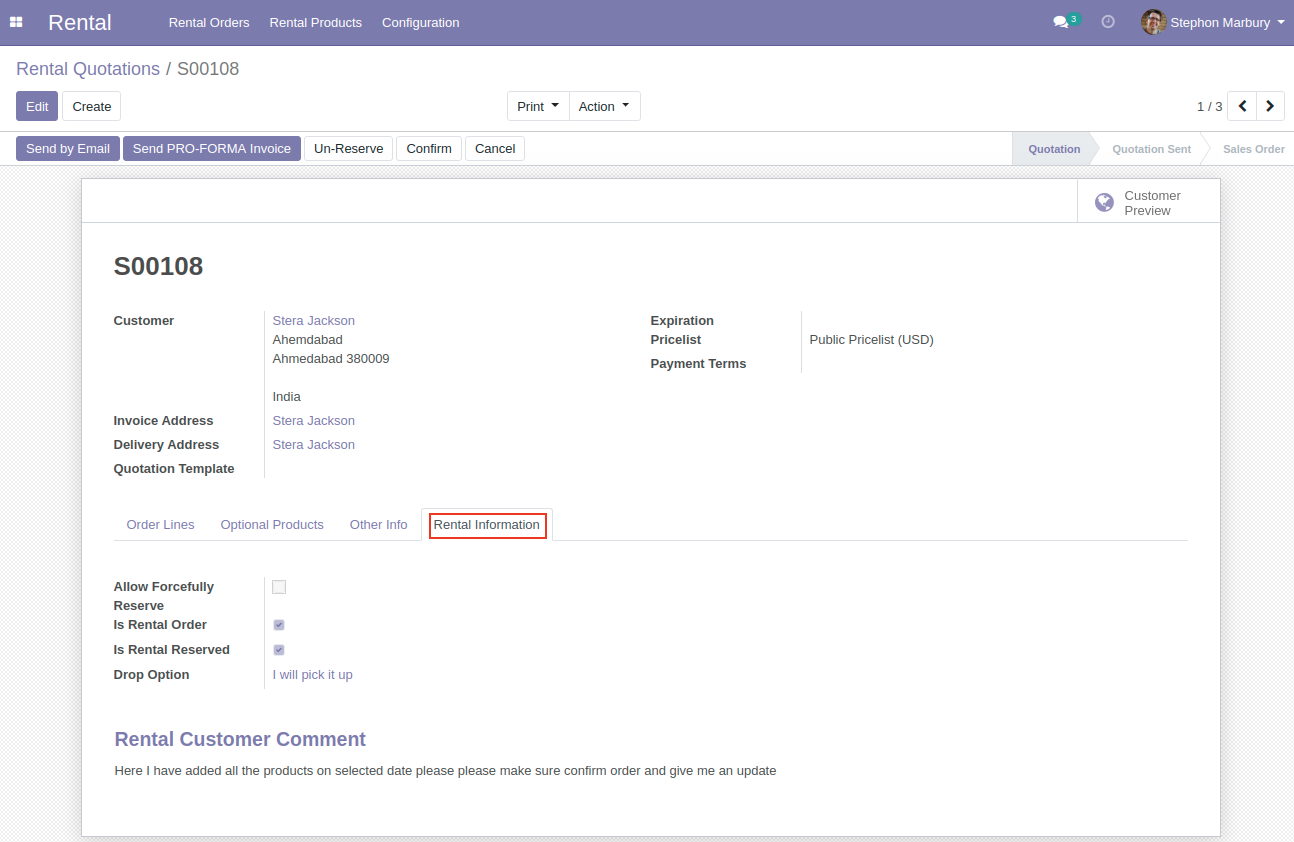 Rental Rental Orders Rental Products Configuration 3 Stephon Marbury
Rental Quotations / S00108
Edit Create Print Action 1 / 3
Send by Email Send PRO-FORMA Invoice Un-Reserve Confirm Cancel Quotation Quotation Sent Sales Order
Customer
Preview
S00108
Customer Stera Jackson
Ahemdabad
Ahmedabad 380009
India
Invoice Address Stera Jackson
Delivery Address Stera Jackson
Quotation Template
Expiration
Pricelist Public Pricelist (USD)
Payment Terms
Order Lines Optional Products Other Info Rental Information
Allow Forcefully
Reserve
Is Rental Order
Is Rental Reserved
Drop Option I will pick it up
Rental Customer Comment
Here I have added all the products on selected date please please make sure confirm order and give me an update